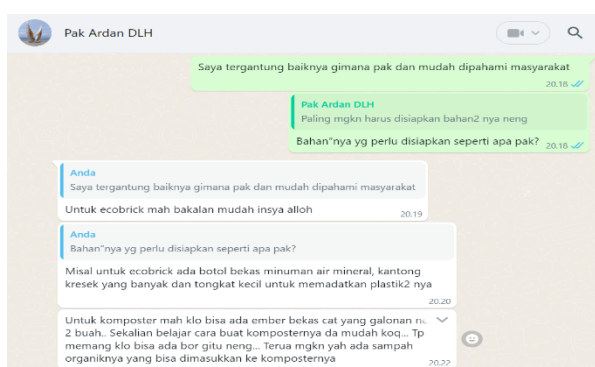 Pak Ardan DLH
Saya tergantung baiknya gimana pak dan mudah dipahami masyarakat
20.18
Pak Ardan DLH
Paling mgkn harus disiapkan bahan2 nya neng
Bahan"nya yg perlu disiapkan seperti apa pak?
20.18
Anda
Saya tergantung baiknya gimana pak dan mudah dipahami masyarakat
Untuk ecobrick mah bakalan mudah insya alloh
20.19
Anda
Bahan"nya yg perlu disiapkan seperti apa pak?
Misal untuk ecobrick ada botol bekas minuman air mineral, kantong
kresek yang banyak dan tongkat kecil untuk memadatkan plastik2 nya
20.20
Untuk komposter mah klo bisa ada ember bekas cat yang galonan
2 buah.. Sekalian belajar cara buat komposternya da mudah koq... Tp
memang klo bisa ada bor gitu neng... Terua mgkn yah ada sampah
organiknya yang bisa dimasukkan ke komposternya
20.22